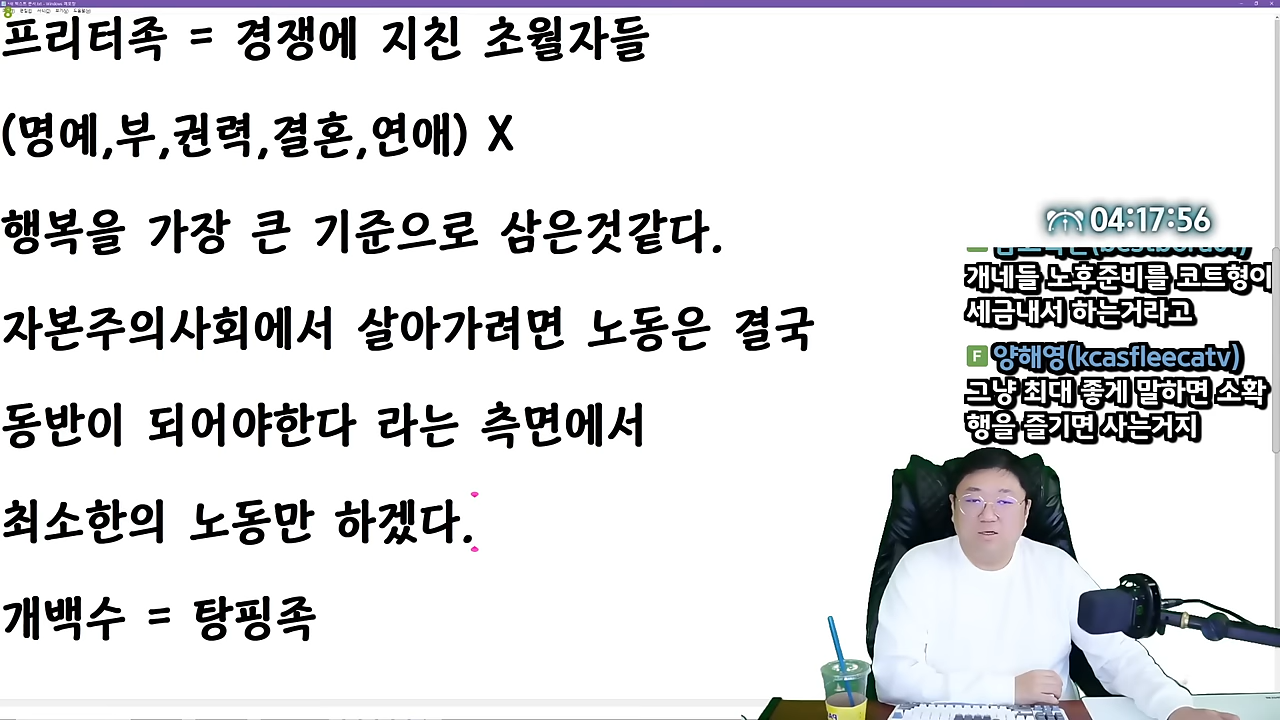 프리터족 = 경쟁에 지친 초월자들
(명예,부,권력,결혼,연애) X
행복을 가장 큰 기준으로 삼은것같다.
자본주의사회에서 살아가려면 노동은 결국
동반이 되어야한다 라는 측면에서
최소한의 노동만 하겠다.
개백수 = 탕핑족
04:17:56
개네들 노후준비를 코트형이
세금내서 하는거라고
F 양해영(kcasfleecatv)
그냥 최대 좋게 말하면 소확
행을 즐기면 사는거지